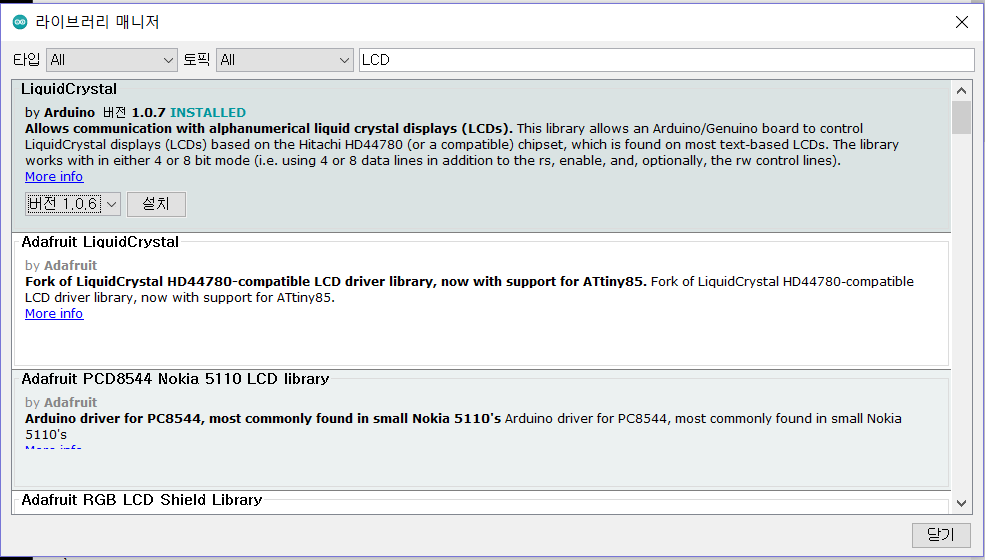 라이브러리 매니저
타입 All 토픽 All LCD
LiquidCrystal
by Arduino 버전 1.0.7 INSTALLED
Allows communication with alphanumerical liquid crystal displays (LCDs). This library allows an Arduino/Genuino board to control
LiquidCrystal displays (LCDs) based on the Hitachi HD44780 (or a compatible) chipset, which is found on most text-based LCDs. The library
works with in either 4 or 8 bit mode (i.e. using 4 or 8 data lines in addition to the rs, enable, and, optionally, the rw control lines).
More info
버전 1.0.6 설치
Adafruit LiquidCrystal
by Adafruit
Fork of LiquidCrystal HD44780-compatible LCD driver library, now with support for ATtiny85. Fork of LiquidCrystal HD44780-compatible
LCD driver library, now with support for ATtiny85.
More info
Adafruit PCD8544 Nokia 5110 LCD library
by Adafruit
Arduino driver for PC8544, most commonly found in small Nokia 5110's Arduino driver for PC8544, most commonly found in small Nokia
5110's
More info
Adafruit RGB LCD Shield Library
닫기